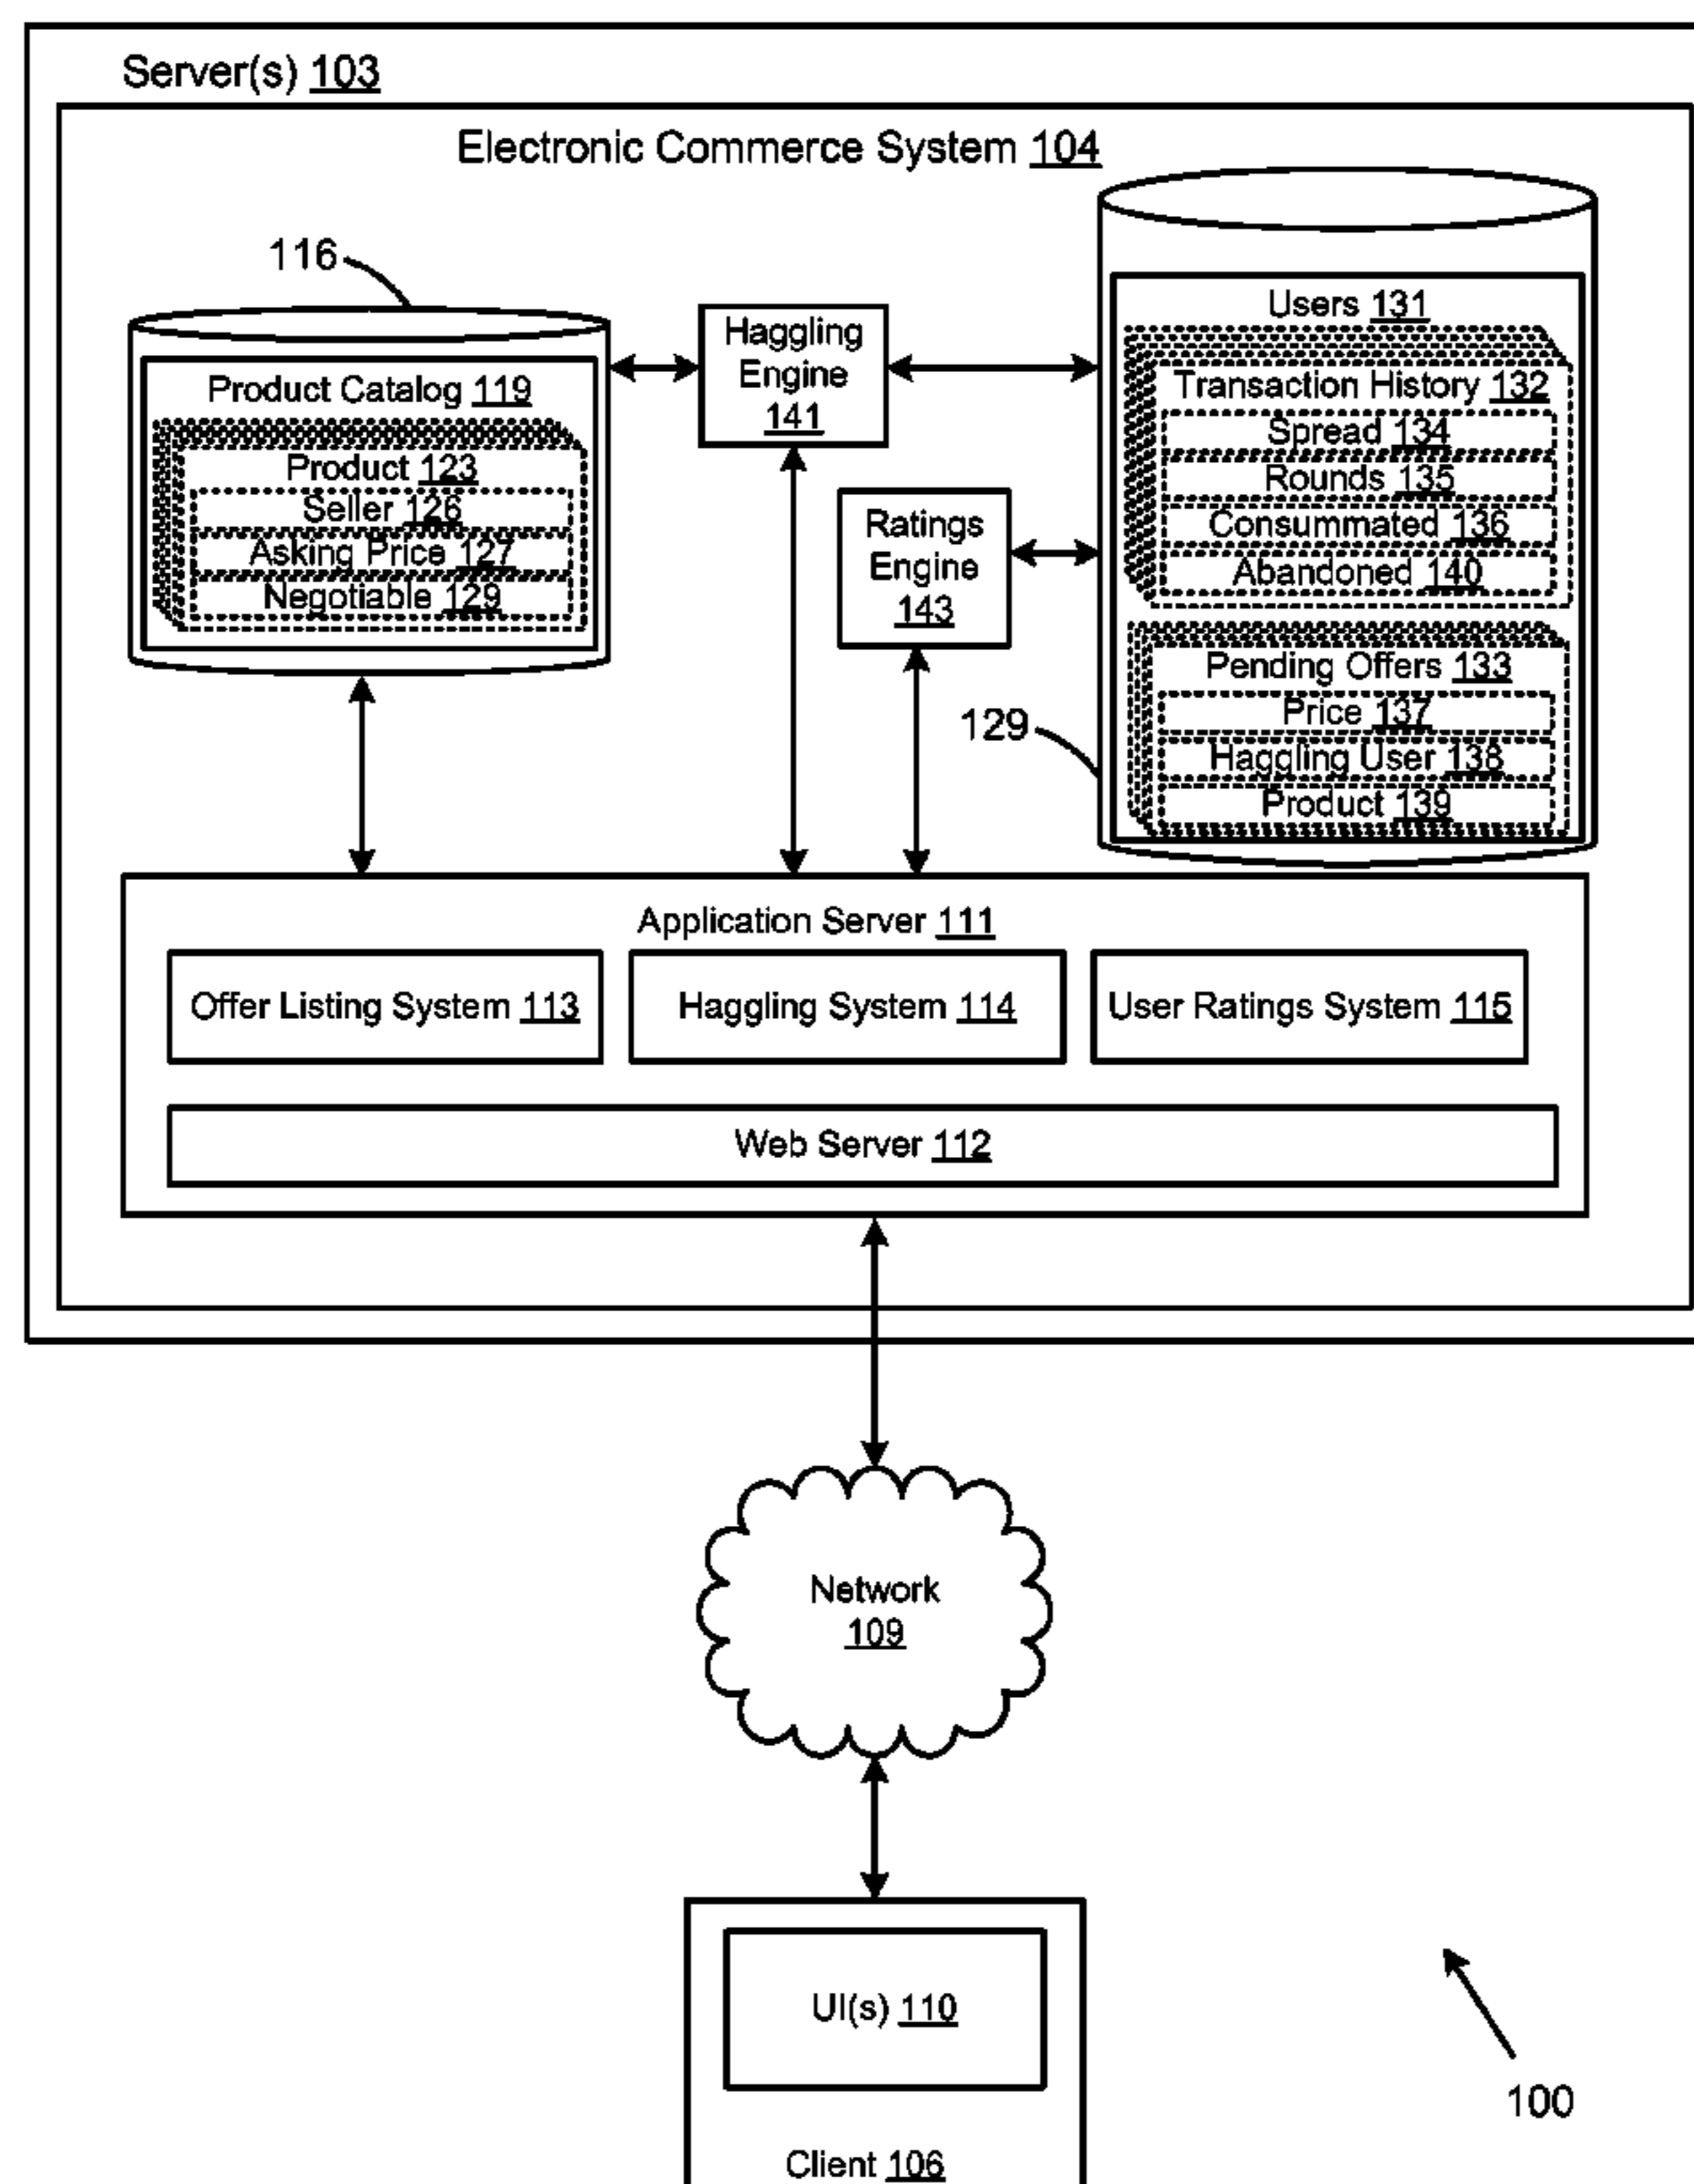 Server(s) 103
Electronic Commerce System 104
116
Product Catalog 119
Product 123
Seller 126
Asking Price 127
Negotiable 129
Haggling
Engine
141
Ratings
Engine
143
Users 131
Transaction History 132
Spread 134
Rounds 135
Consummated 136
Abandoned 140
Pending Offers 133
Price 137
Haggling User 138
Product 139
129
Application Server 111
Offer Listing System 113
Haggling System 114
User Ratings System 115
Web Server 112
Network
109
UI(s) 110
Client 106
100